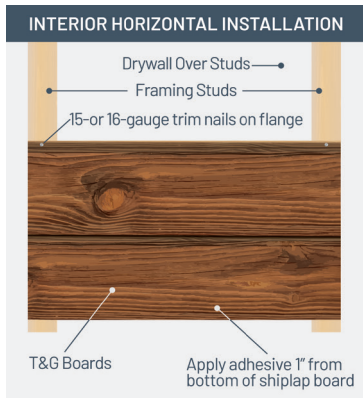 INTERIOR HORIZONTAL INSTALLATION
Drywall Over Studs
Framing Studs
15-or 16-gauge trim nails on flange
T&G Boards
Apply adhesive 1" from
bottom of shiplap board